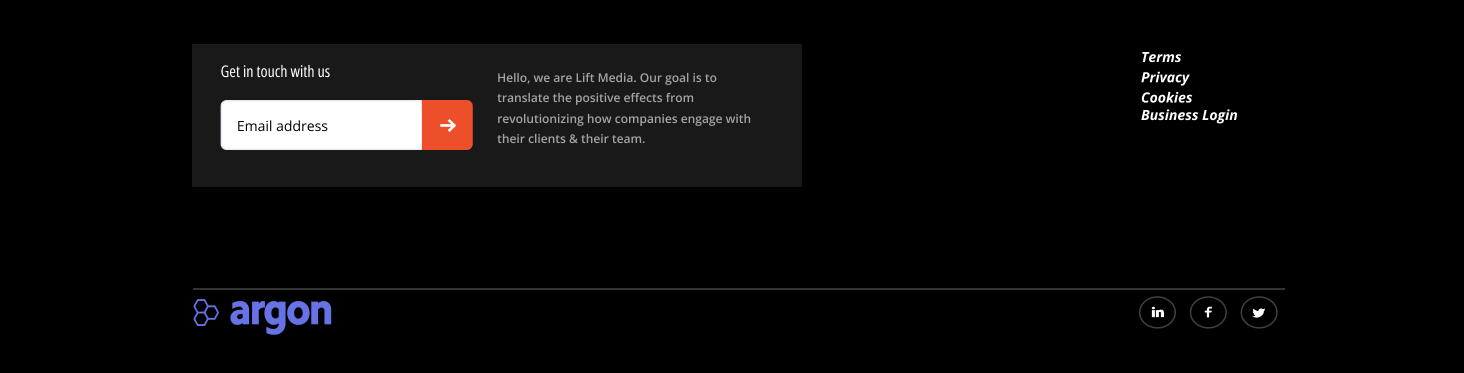 Get in touch with us
Email address
Hello, we are Lift Media. Our goal is to
translate the positive effects from
revolutionizing how companies engage with
their clients & their team.
Terms
Privacy
Cookies
Business Login
argon
in
f